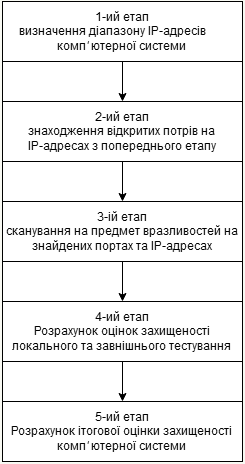 1-ий етап
визначення діапазону IP-адресів
комп′ютерної системи
2-ий етап
знаходження відкритих потрів на
IP-адресах з попереднього етапу
3-ій етап
сканування на предмет вразливостей на
знайдених портах та IP-адресах
4-ий етап
Розрахунок оцінок захищеності
локального та завнішнього тестування
5-ий етап
Розрахунок ітогової оцінки захищеності
комп′ютерної системи